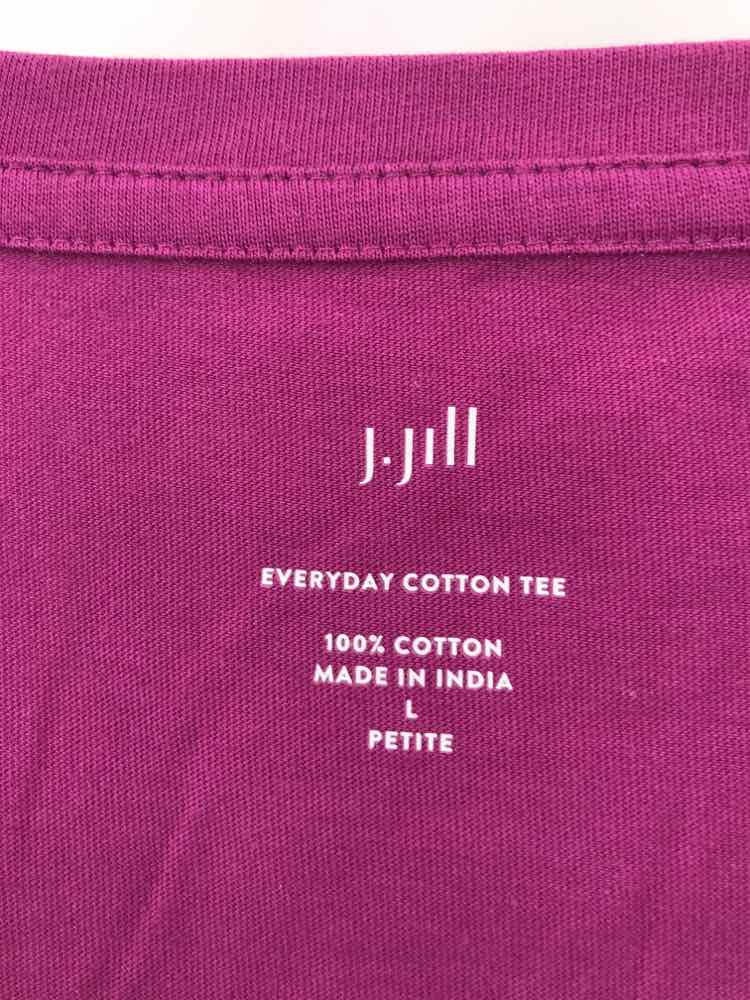 J.Jill
EVERYDAY COTTON TEE
100% COTTON
MADE IN INDIA
L
PETITE